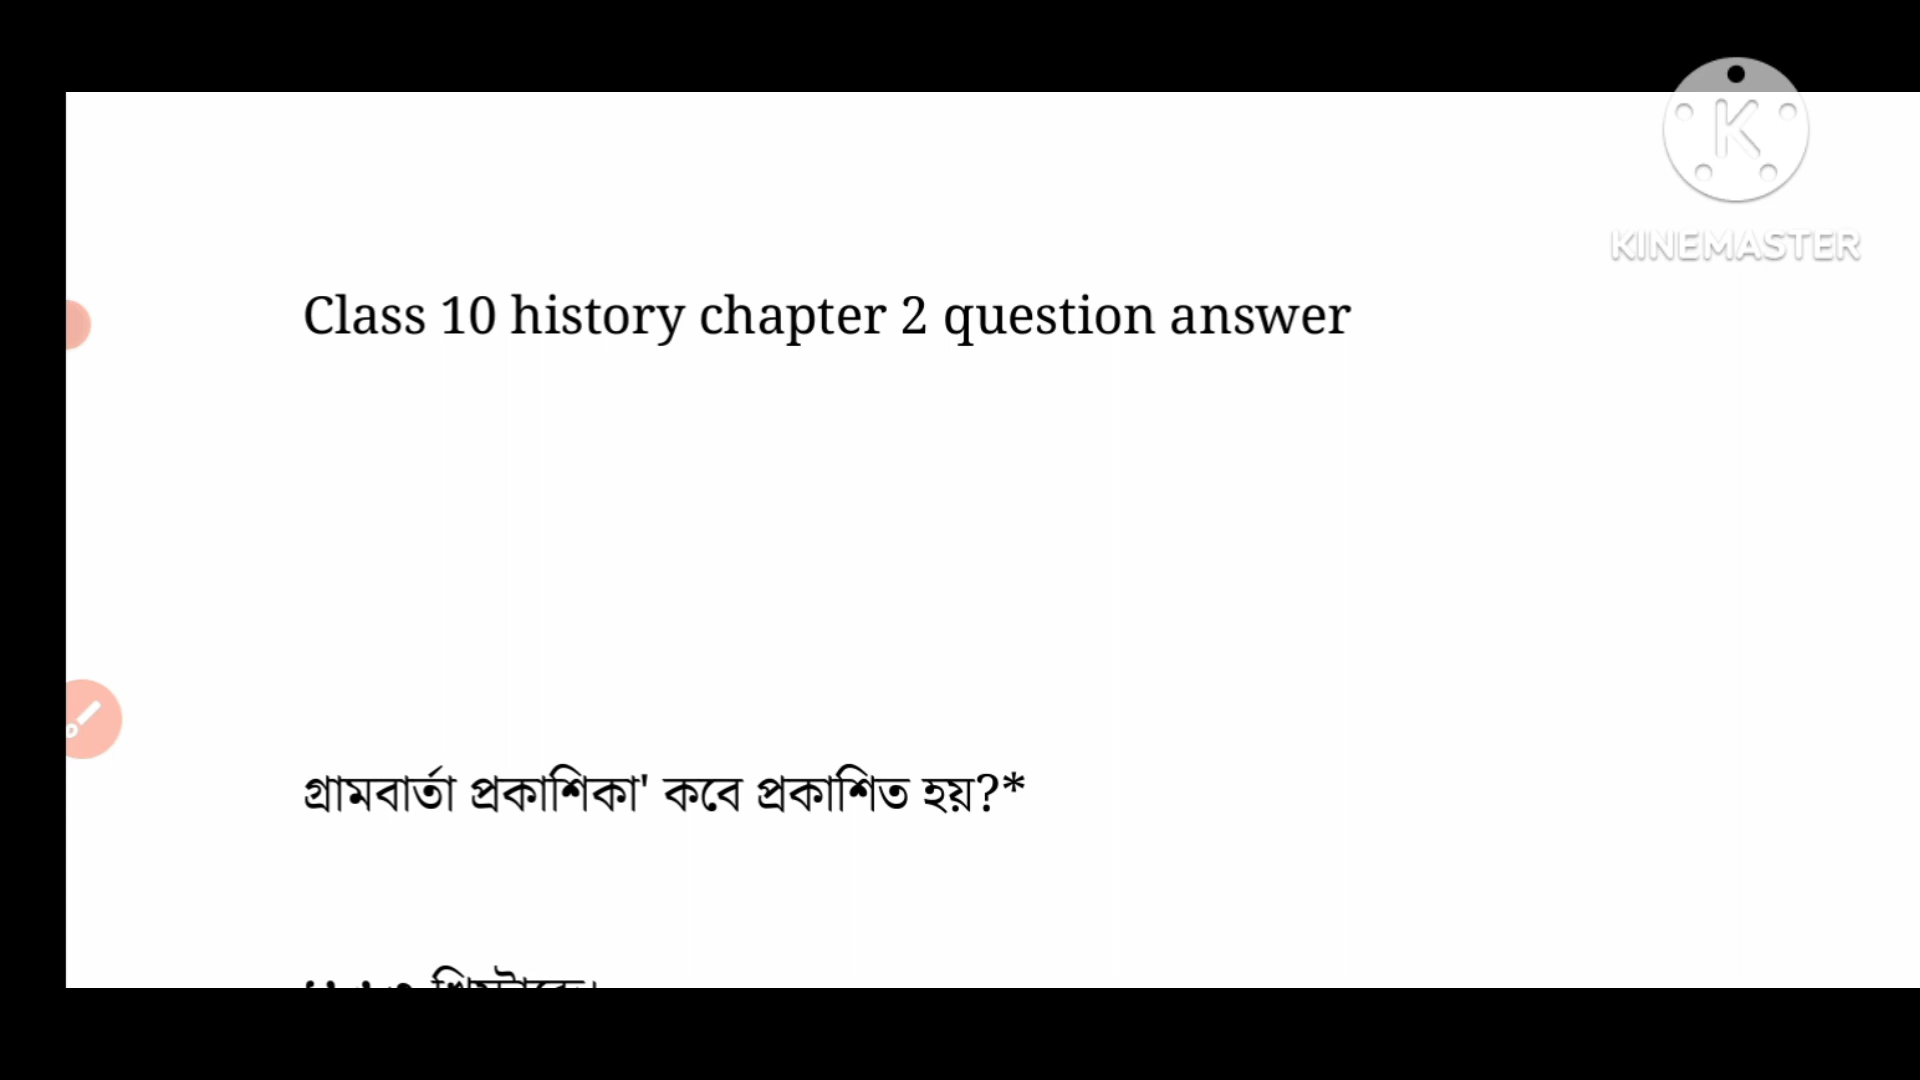 K
KINEMASTER
Class 10 history chapter 2 question answer
গ্রামবার্তা প্রকাশিকা' কবে প্রকাশিত হয়?*